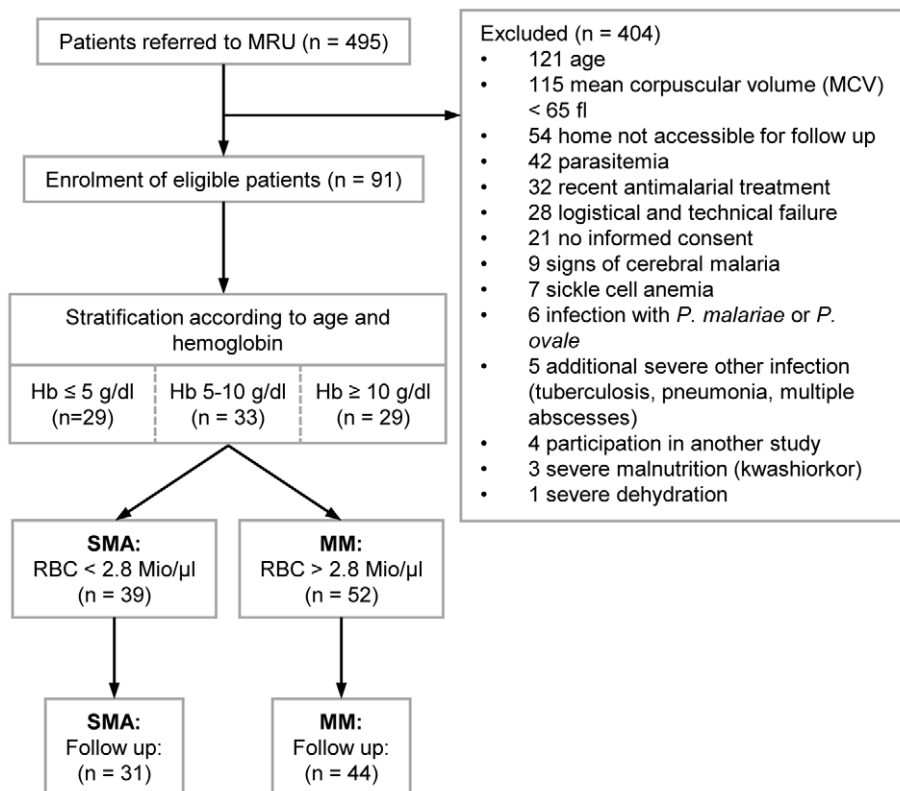 Patients referred to MRU (n = 495)
Excluded (n = 404)
• 121 age
• 115 mean corpuscular volume (MCV)
< 65 fl
• 54 home not accessible for follow up
• 42 parasitemia
• 32 recent antimalarial treatment
• 28 logistical and technical failure
• 21 no informed consent
• 9 signs of cerebral malaria
• 7 sickle cell anemia
• 6 infection with P. malariae or P.
ovale
• 5 additional severe other infection
(tuberculosis, pneumonia, multiple
abscesses)
• 4 participation in another study
• 3 severe malnutrition (kwashiorkor)
• 1 severe dehydration
Enrolment of eligible patients (n = 91)
Stratification according to age and
hemoglobin
Hb ≤ 5 g/dl
(n=29)
Hb 5-10 g/dl
(n = 33)
Hb ≥ 10 g/dl
(n = 29)
SMA:
RBC < 2.8 Mio/µl
(n = 39)
MM:
RBC > 2.8 Mio/µl
(n = 52)
SMA:
Follow up:
(n = 31)
MM:
Follow up:
(n = 44)